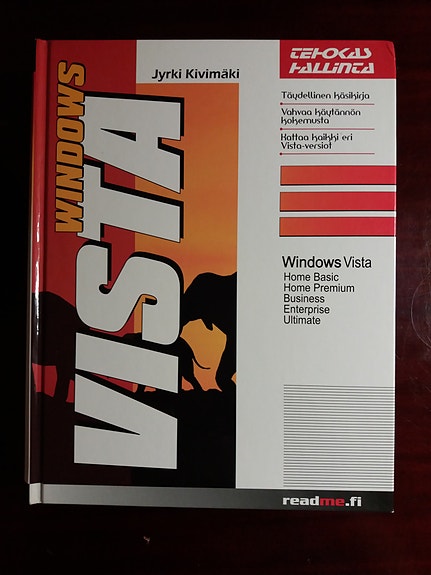 Jyrki Kivimäki
WINDOWS
VISTA
TEHOKAS
HALLINTA
Täydellinen käsikirja
Vahvaa käytännön
kokemusta
Kattaa kaikki eri
Vista-versiot
Windows Vista
Home Basic
Home Premium
Business
Enterprise
Ultimate
readme.fi